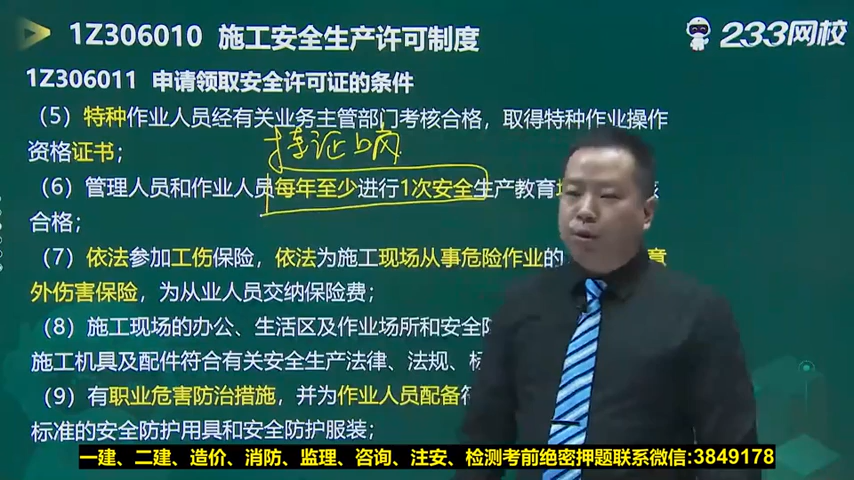 1Z306010 施工安全生产许可制度
233网校
1Z306011 申请领取安全许可证的条件
（5）特种作业人员经有关业务主管部门考核合格，取得特种作业操作
资格证书；
持证上岗
（6）管理人员和作业人员每年至少进行1次安全生产教育
合格；
（7）依法参加工伤保险，依法为施工现场从事危险作业的
外伤害保险，为从业人员交纳保险费；
（8）施工现场的办公、生活区及作业场所和安全防
施工机具及配件符合有关安全生产法律、法规、标
（9）有职业危害防治措施，并为作业人员配备
标准的安全防护用具和安全防护服装；
一建、二建、造价、消防、监理、咨询、注安、检测考前绝密押题联系微信:3849178